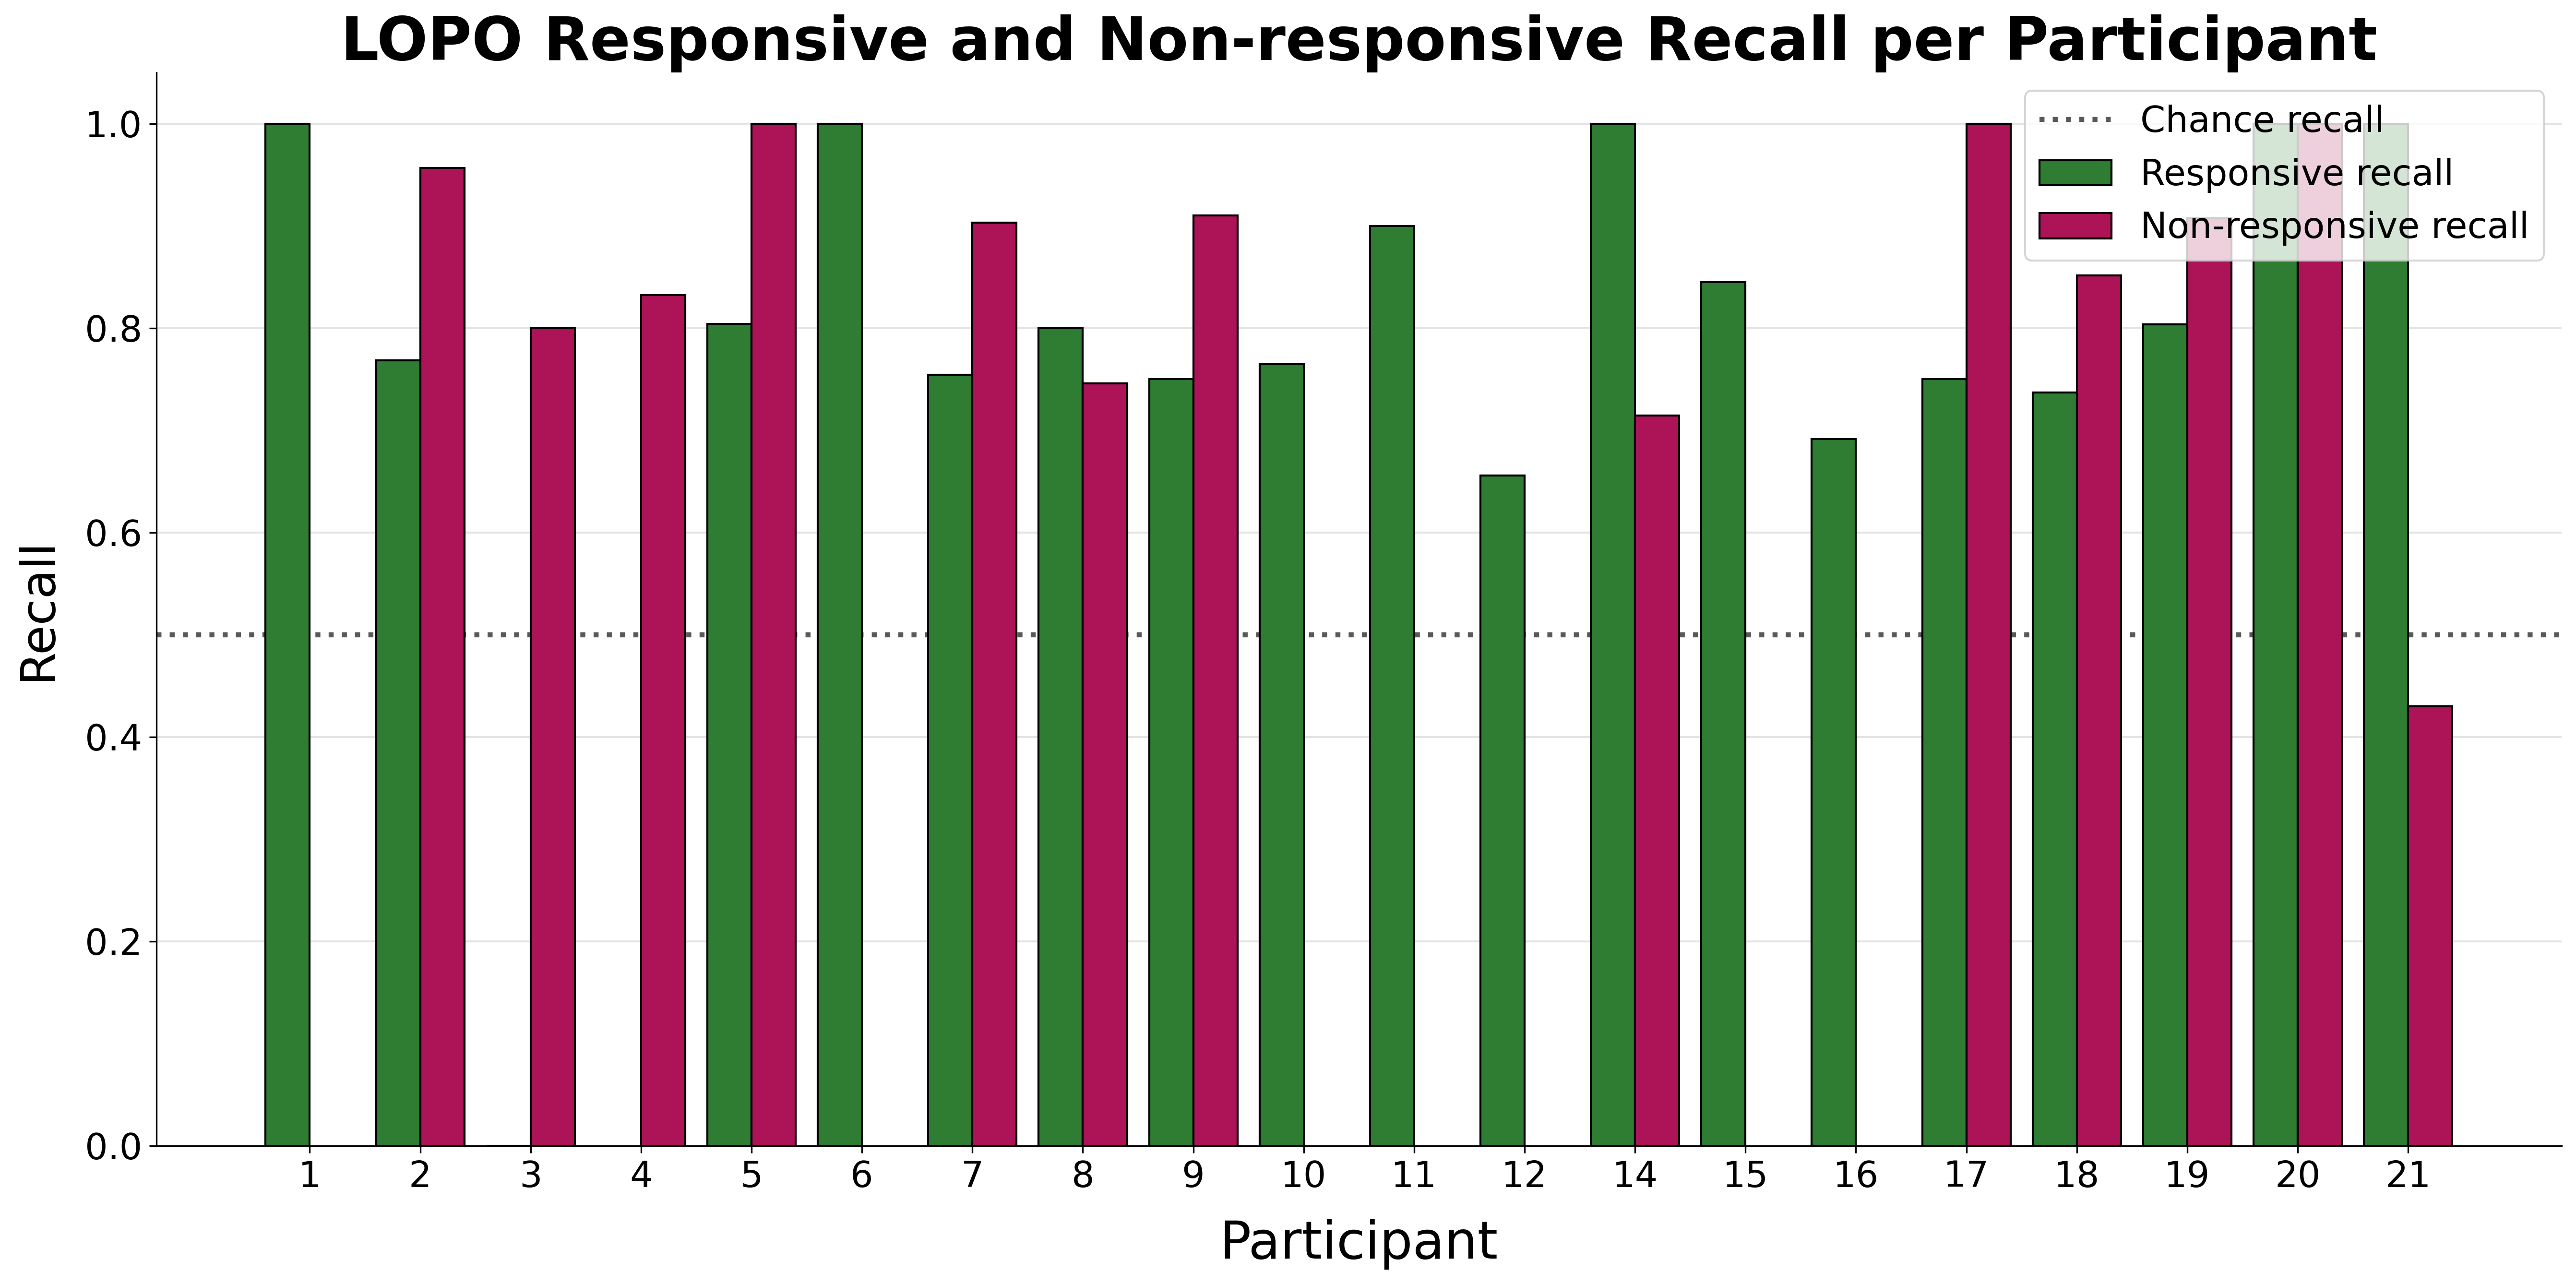 LOPO Responsive and Non-responsive Recall per Participant
Chance recall
Responsive recall
Non-responsive recall
Recall
1.0
0.8
0.6
0.4
0.2
0.0
1 2 3 4 5 6 7 8 9 10 11 12 14 15 16 17 18 19 20 21
Participant